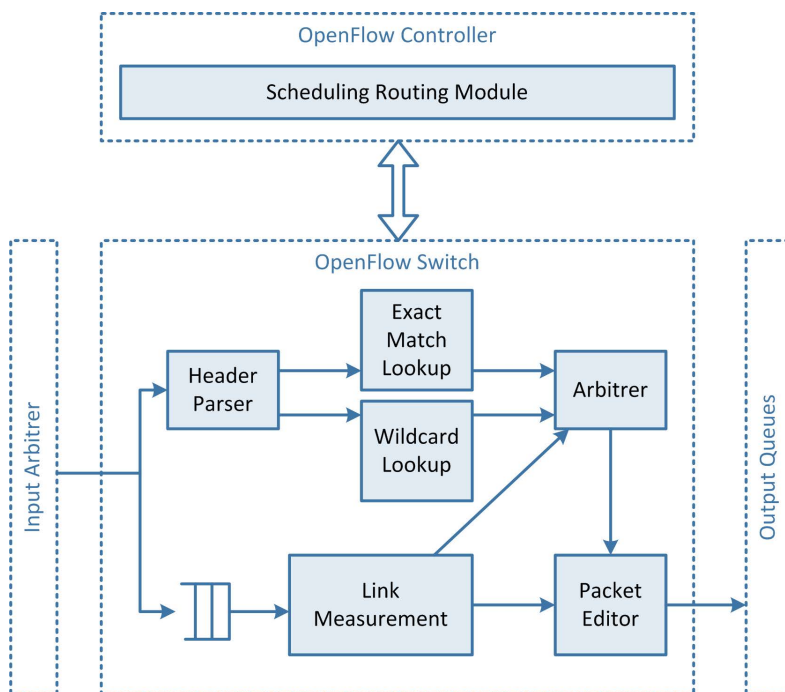 OpenFlow Controller
Scheduling Routing Module
OpenFlow Switch
Input Arbitrer
Header
Parser
Exact
Match
Lookup
Wildcard
Lookup
Arbitrer
Link
Measurement
Packet
Editor
Output Queues